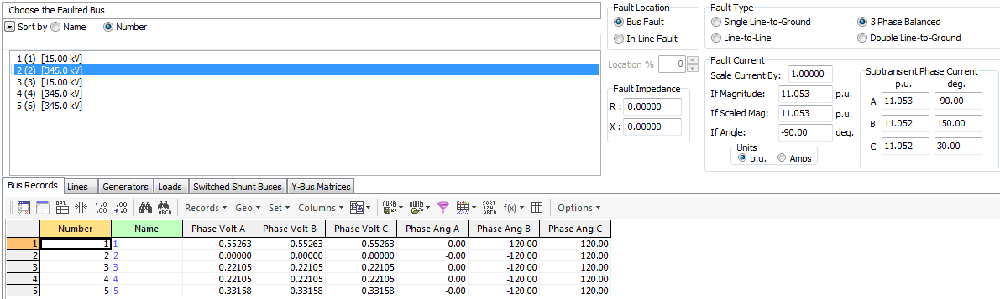 Choose the Faulted Bus
Sort by Name Number
1 (1) [15.00 kV]
2 (2) [345.0 kV]
3 (3) [15.00 kV]
4 (4) [345.0 kV]
5 (5) [345.0 kV]
Fault Location
Bus Fault
In-Line Fault
Location % 0
Fault Impedance
R : 0.00000
X : 0.00000
Fault Type
Single Line-to-Ground 3 Phase Balanced
Line-to-Line Double Line-to-Ground
Fault Current
Scale Current By: 1.00000
If Magnitude: 11.053 p.u.
If Scaled Mag: 11.053 p.u.
If Angle: -90.00 deg.
Units
p.u. Amps
Subtransient Phase Current
p.u. deg.
A 11.053 -90.00
B 11.052 150.00
C 11.052 30.00
Bus Records Lines Generators Loads Switched Shunt Buses Y-Bus Matrices
Records Geo Set Columns f(x) Options
Number Name Phase Volt A Phase Volt B Phase Volt C Phase Ang A Phase Ang B Phase Ang C
1 1 1 0.55263 0.55263 0.55263 -0.00 -120.00 120.00
2 2 2 0.00000 0.00000 0.00000 0.00 -120.00 120.00
3 3 3 0.22105 0.22105 0.22105 0.00 -120.00 120.00
4 4 4 0.22105 0.22105 0.22105 0.00 -120.00 120.00
5 5 5 0.33158 0.33158 0.33158 -0.00 -120.00 120.00